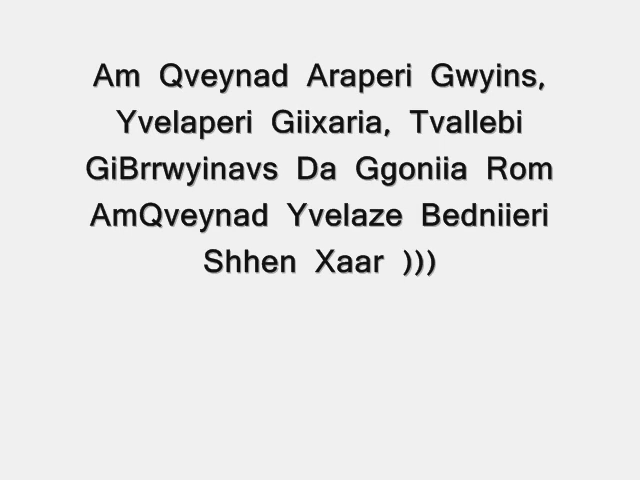 Am Qveynad Araperi Gwyins,
Yvelaperi Giixaria, Tvallebi
GiBrrwyinavs Da Ggoniia Rom
AmQveynad Yvelaze Bedniieri
Shhen Xaar )))